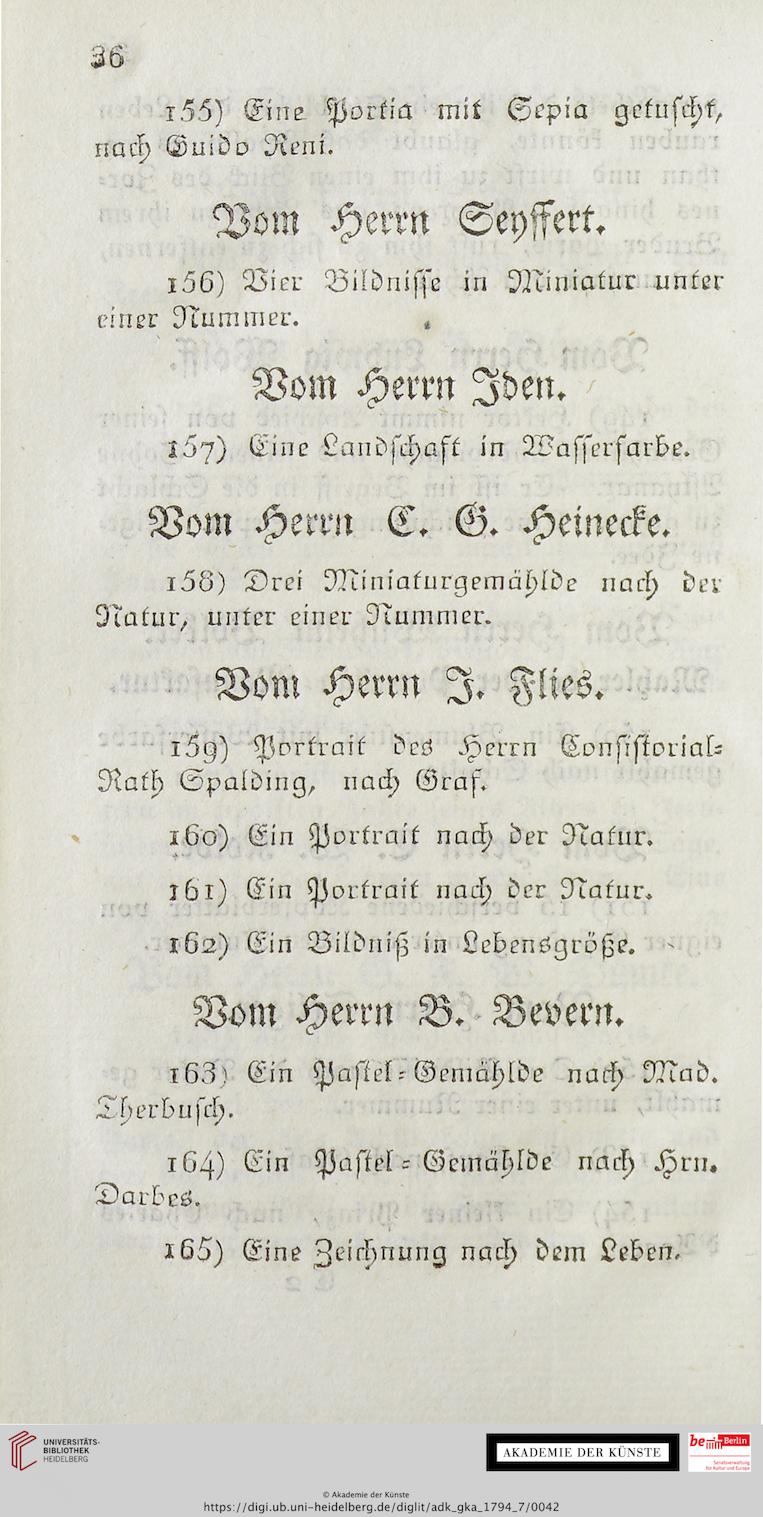 36
155) Eine Portia mit Sepia getuscht,
nach Guido Reni.
Vom Herrn Seyffert.
156) Vier Bildnisse in Miniatur unter
einer Nummer.
Vom Herrn Iden.
157) Eine Landschaft in Wasserfarbe.
Vom Herrn C. G. Heinecke.
158) Drei Miniaturgemählde nach der
Natur, unter einer Nummer.
Vom Herrn J. Flies.
159) Portrait des Herrn Consistorial-
Rath Spalding, nach Graf.
160) Ein Portrait nach der Natur.
161) Ein Portrait nach der Natur.
162) Ein Bildniß in Lebensgröße.
Vom Herrn B. Bevern.
163) Ein Pastel-Gemählde nach Mad.
Therbusch.
164) Ein Pastel-Gemählde nach Hrn.
Darbes.
165) Eine Zeichnung nach dem Leben.
UNIVERSITÄTS-
BIBLIOTHEK
HEIDELBERG
AKADEMIE DER KÜNSTE
be Berlin
Senatsverwaltung
für Kultur und Europa
© Akademie der Künste
https://digi.ub.uni-heidelberg.de/diglit/adk_gka_1794_7/0042